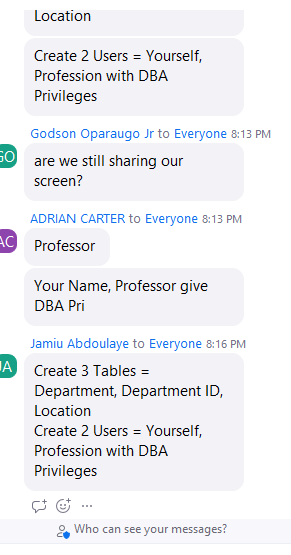 Location
Create 2 Users = Yourself,
Profession with DBA
Privileges
Godson Oparaugo Jr to Everyone 8:13 PM
GO
are we still sharing our
screen?
ADRIAN CARTER to Everyone 8:13 PM
AC
Professor
Your Name, Professor give
DBA Pri
Jamiu Abdoulaye to Everyone 8:16 PM
JA
Create 3 Tables =
Department, Department ID,
Location
Create 2 Users = Yourself,
Profession with DBA
Privileges
Who can see your messages?